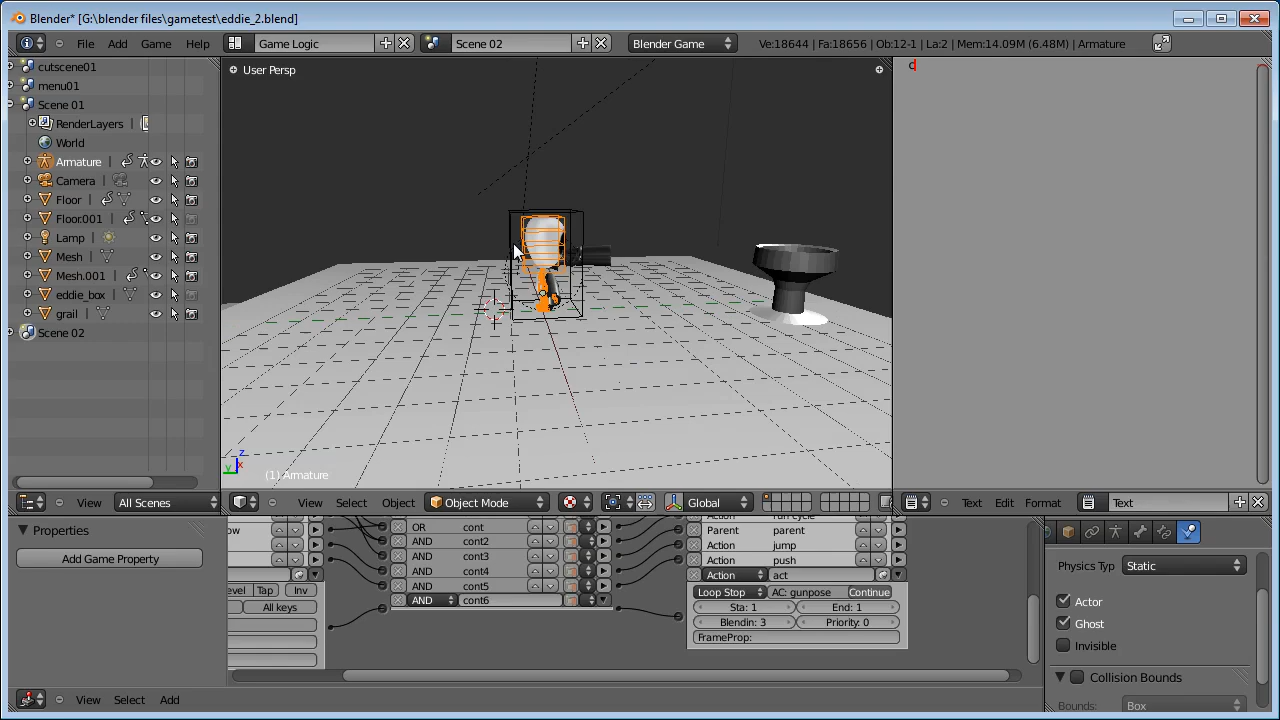 Blender* [G:\blender files\gametest\eddie_2.blend]
File Add Game Help Game Logic Scene 02 Blender Game Ve:18644 | Fa:18656 | Ob:12-1 | La:2 | Mem:14.09M (6.48M) | Armature
cutscene01
menu01
Scene 01
RenderLayers |
World
Armature |
Camera |
Floor |
Floor.001 |
Lamp |
Mesh |
Mesh.001 |
eddie_box |
grail |
Scene 02
User Persp
z
y x
(1) Armature
View All Scenes
View Select Object Object Mode Global
Text Edit Format Text
Properties
Add Game Property
All keys
Tap Inv
OR cont
AND cont2
AND cont3
AND cont4
AND cont5
AND cont6
Parent parent
Action jump
Action push
Action act
Loop Stop AC: gunpose Continue
Sta: 1 End: 1
Blendin: 3 Priority: 0
FrameProp:
Physics Typ Static
Actor
Ghost
Invisible
Collision Bounds
Bounds: Box
View Select Add